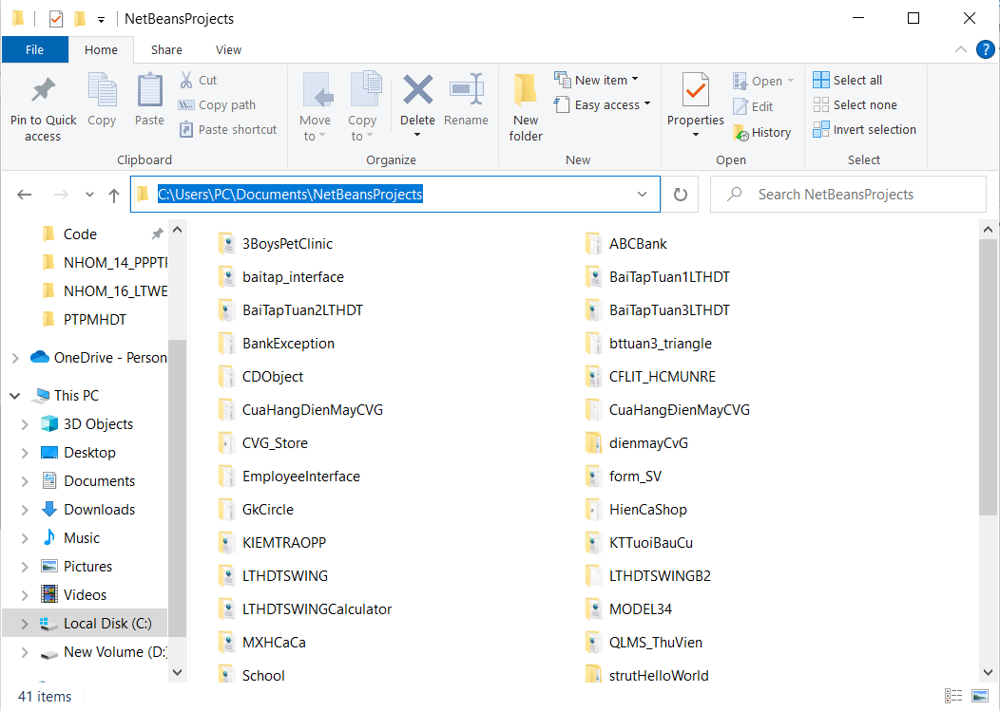 NetBeansProjects
File Home Share View
Pin to Quick access
Copy
Paste
Cut
Copy path
Paste shortcut
Clipboard
Move to
Copy to
Delete
Rename
Organize
New folder
New item
Easy access
New
Properties
Open
Edit
History
Open
Select all
Select none
Invert selection
Select
C:\Users\PC\Documents\NetBeansProjects
Search NetBeansProjects
Code
NHOM_14_PPPTF
NHOM_16_LTWE
PTPMHDT
OneDrive - Person
This PC
3D Objects
Desktop
Documents
Downloads
Music
Pictures
Videos
Local Disk (C:)
New Volume (D:)
3BoysPetClinic ABCBank
baitap_interface BaiTapTuan1LTHDT
BaiTapTuan2LTHDT BaiTapTuan3LTHDT
BankException bttuan3_triangle
CDObject CFLIT_HCMUNRE
CuaHangDienMayCVG CuaHangĐienMayCVG
CVG_Store dienmayCvG
EmployeeInterface form_SV
GkCircle HienCaShop
KIEMTRAOPP KTTuoiBauCu
LTHDTSWING LTHDTSWINGB2
LTHDTSWINGCalculator MODEL34
MXHCaCa QLMS_ThuVien
School strutHelloWorld
41 items